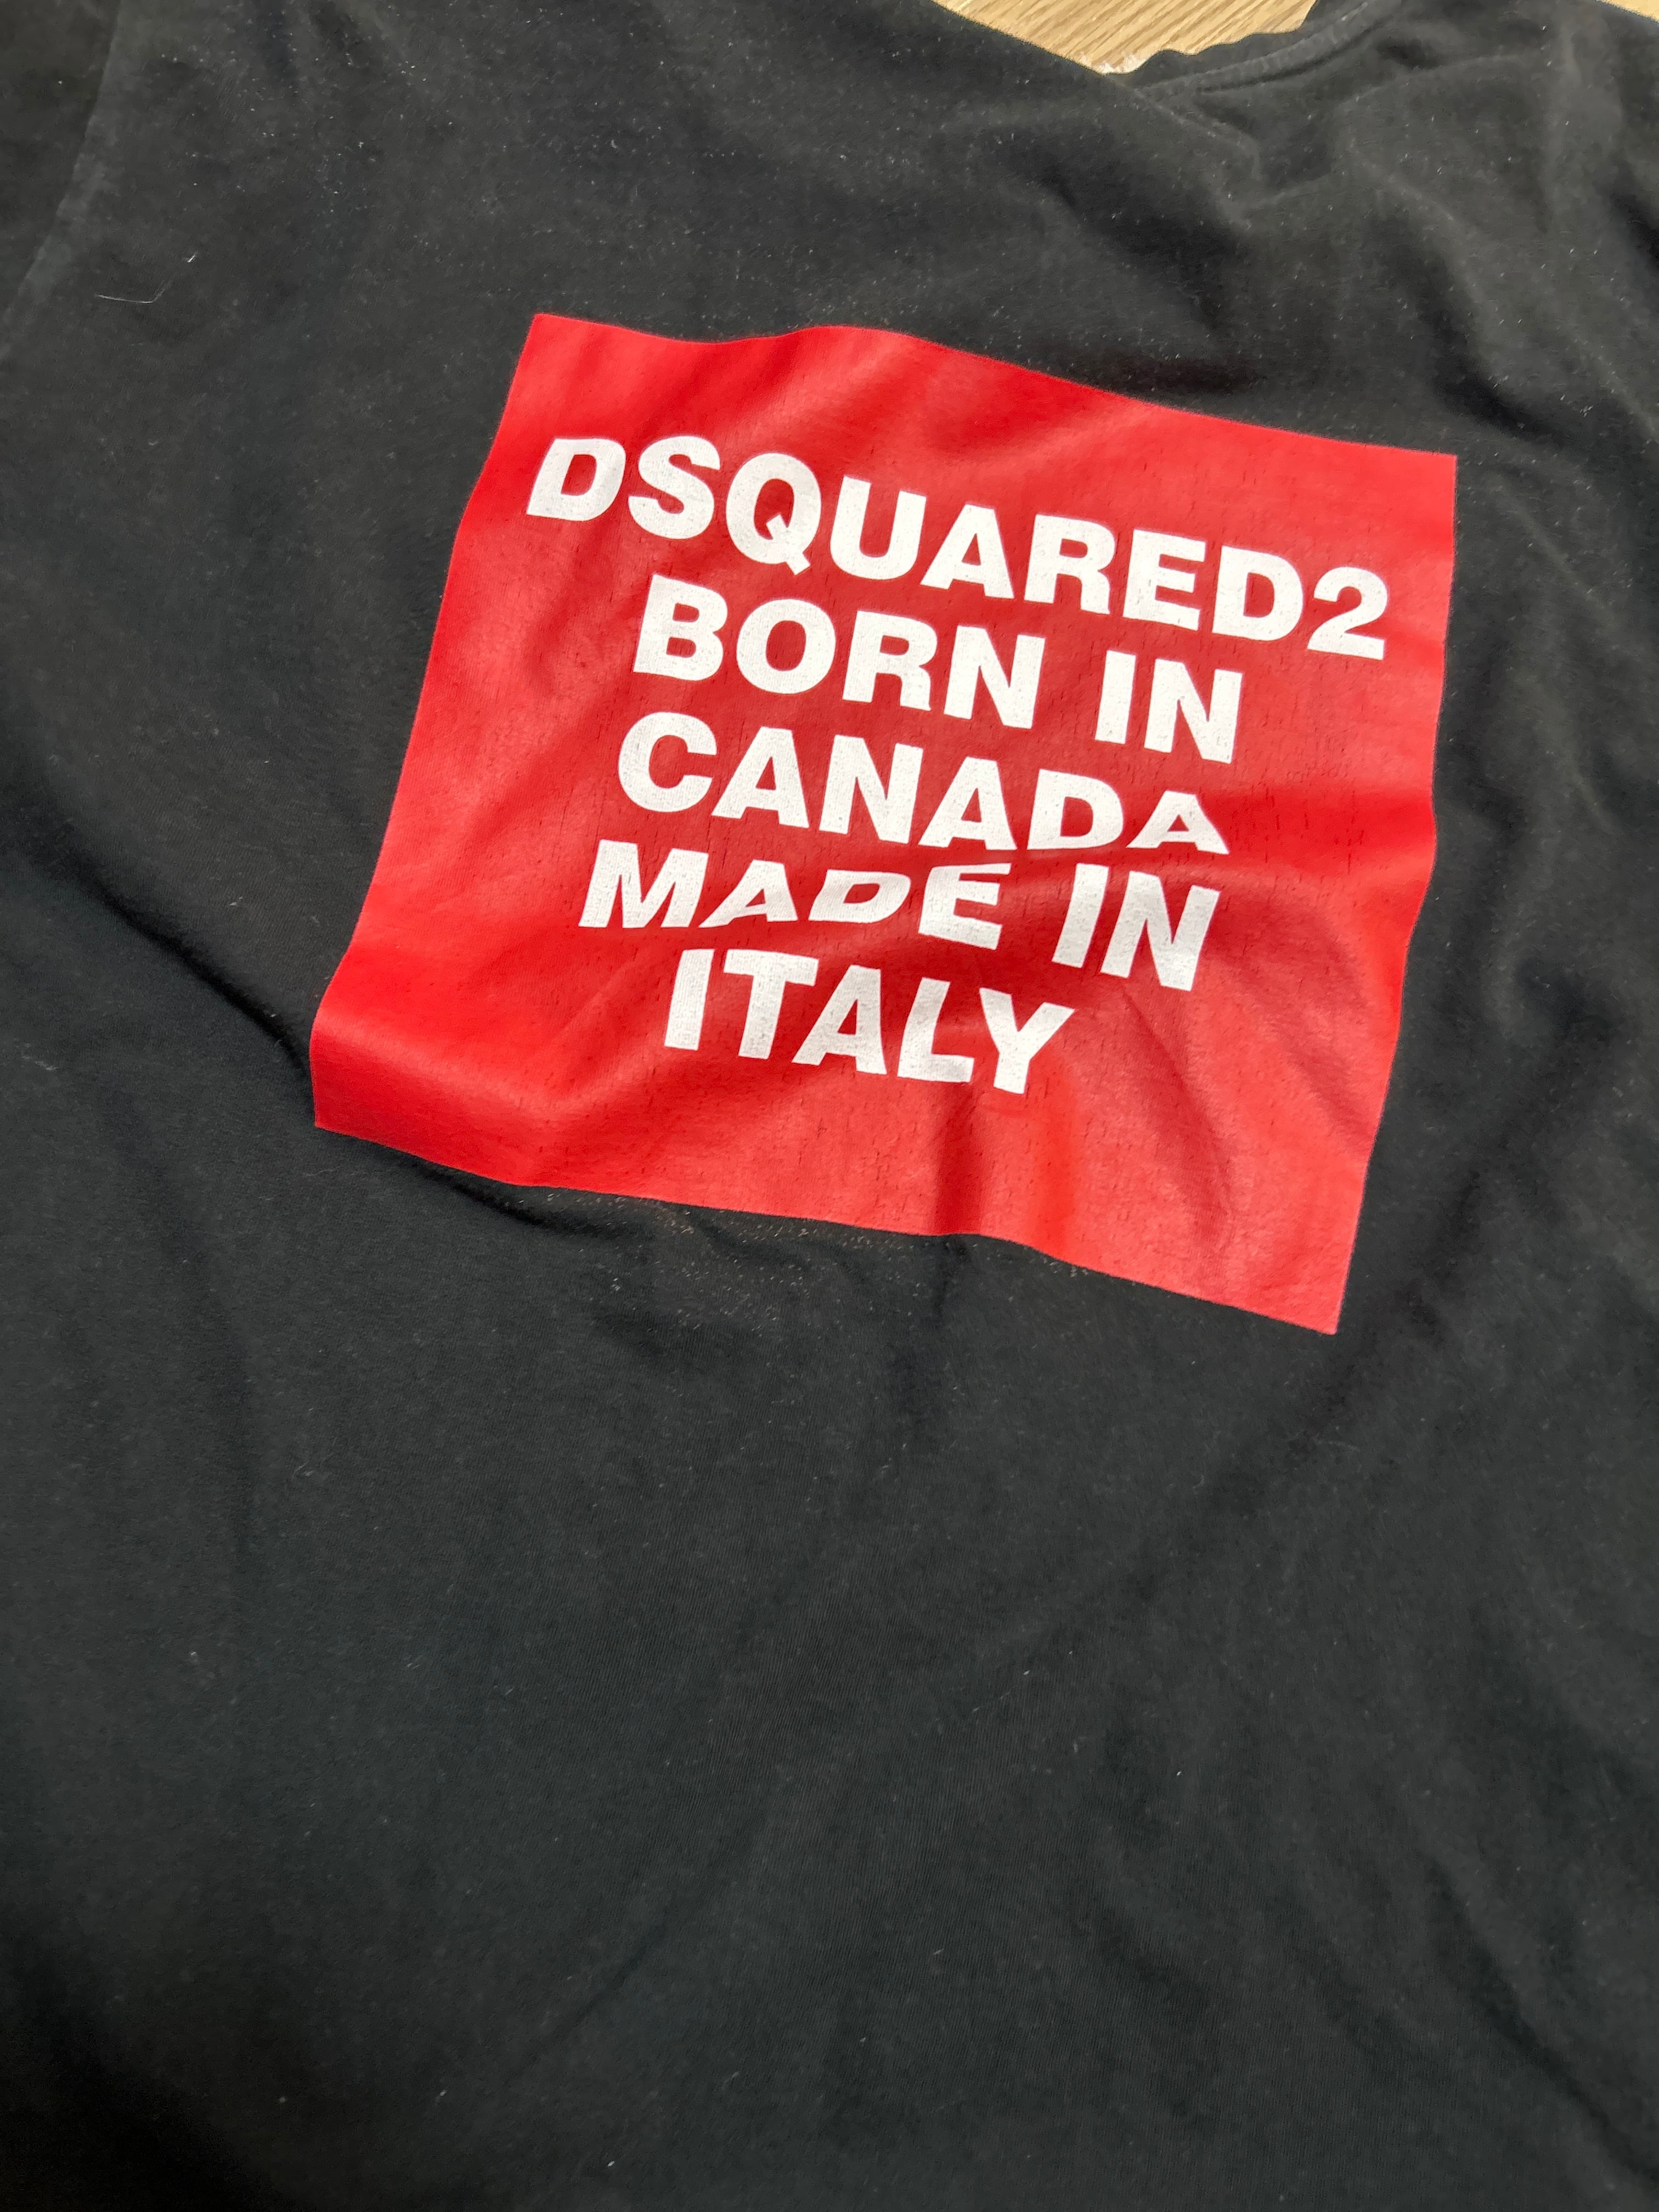 DSQUARED2
BORN IN
CANADA
MADE IN
ITALY